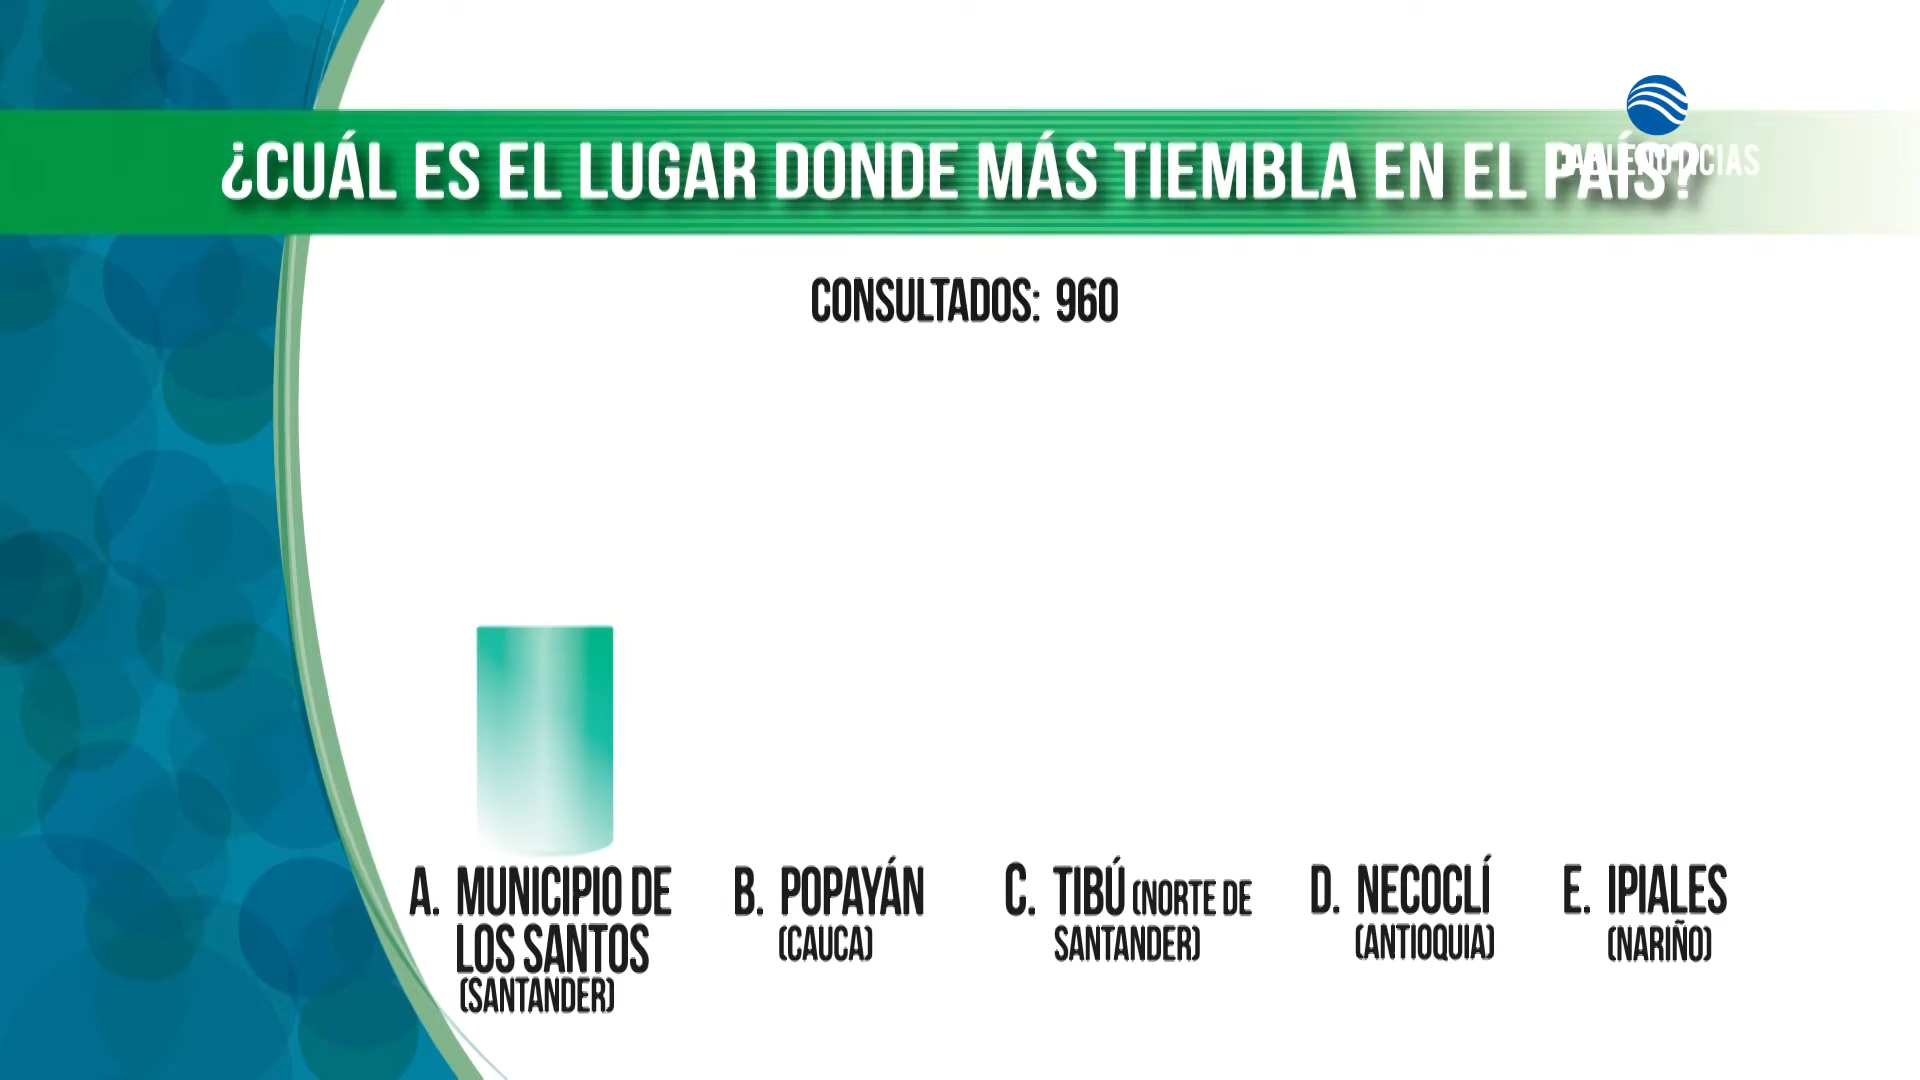 ¿CUÁL ES EL LUGAR DONDE MÁS TIEMBLA EN EL PAÍS?
CABLENOTICIAS
CONSULTADOS: 960
A. MUNICIPIO DE
LOS SANTOS
(SANTANDER)
B. POPAYÁN
(CAUCA)
C. TIBÚ (NORTE DE
SANTANDER)
D. NECOCLÍ
(ANTIOQUIA)
E. IPIALES
(NARIÑO)